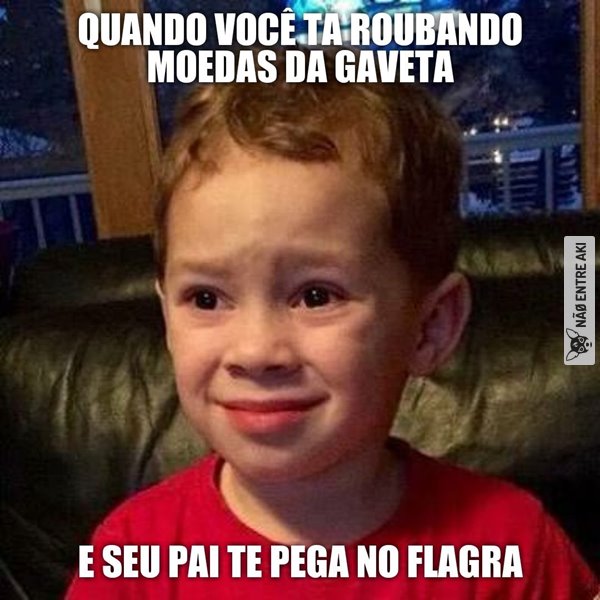 QUANDO VOCÊ TA ROUBANDO
MOEDAS DA GAVETA
NÃO ENTRE AKI
E SEU PAI TE PEGA NO FLAGRA